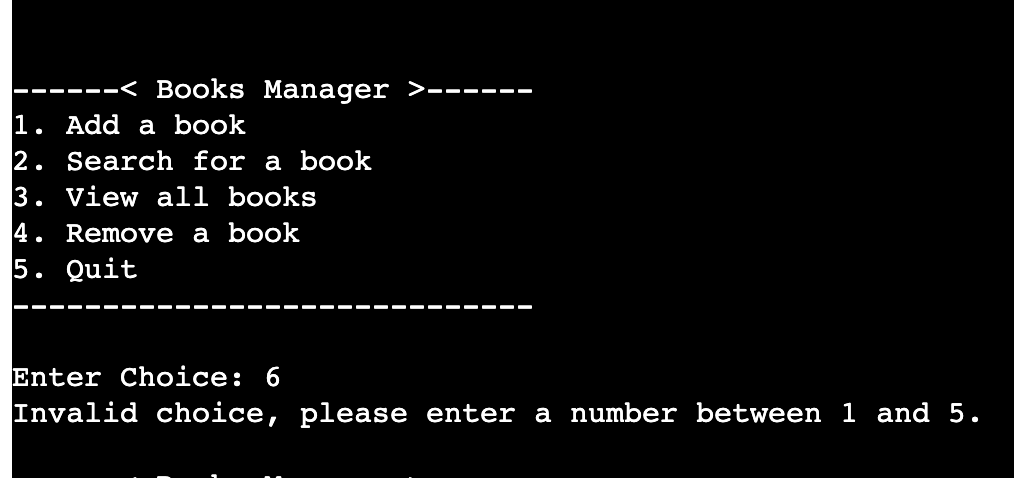 ------< Books Manager >------
1. Add a book
2. Search for a book
3. View all books
4. Remove a book
5. Quit
-----------------------------
Enter Choice: 6
Invalid choice, please enter a number between 1 and 5.